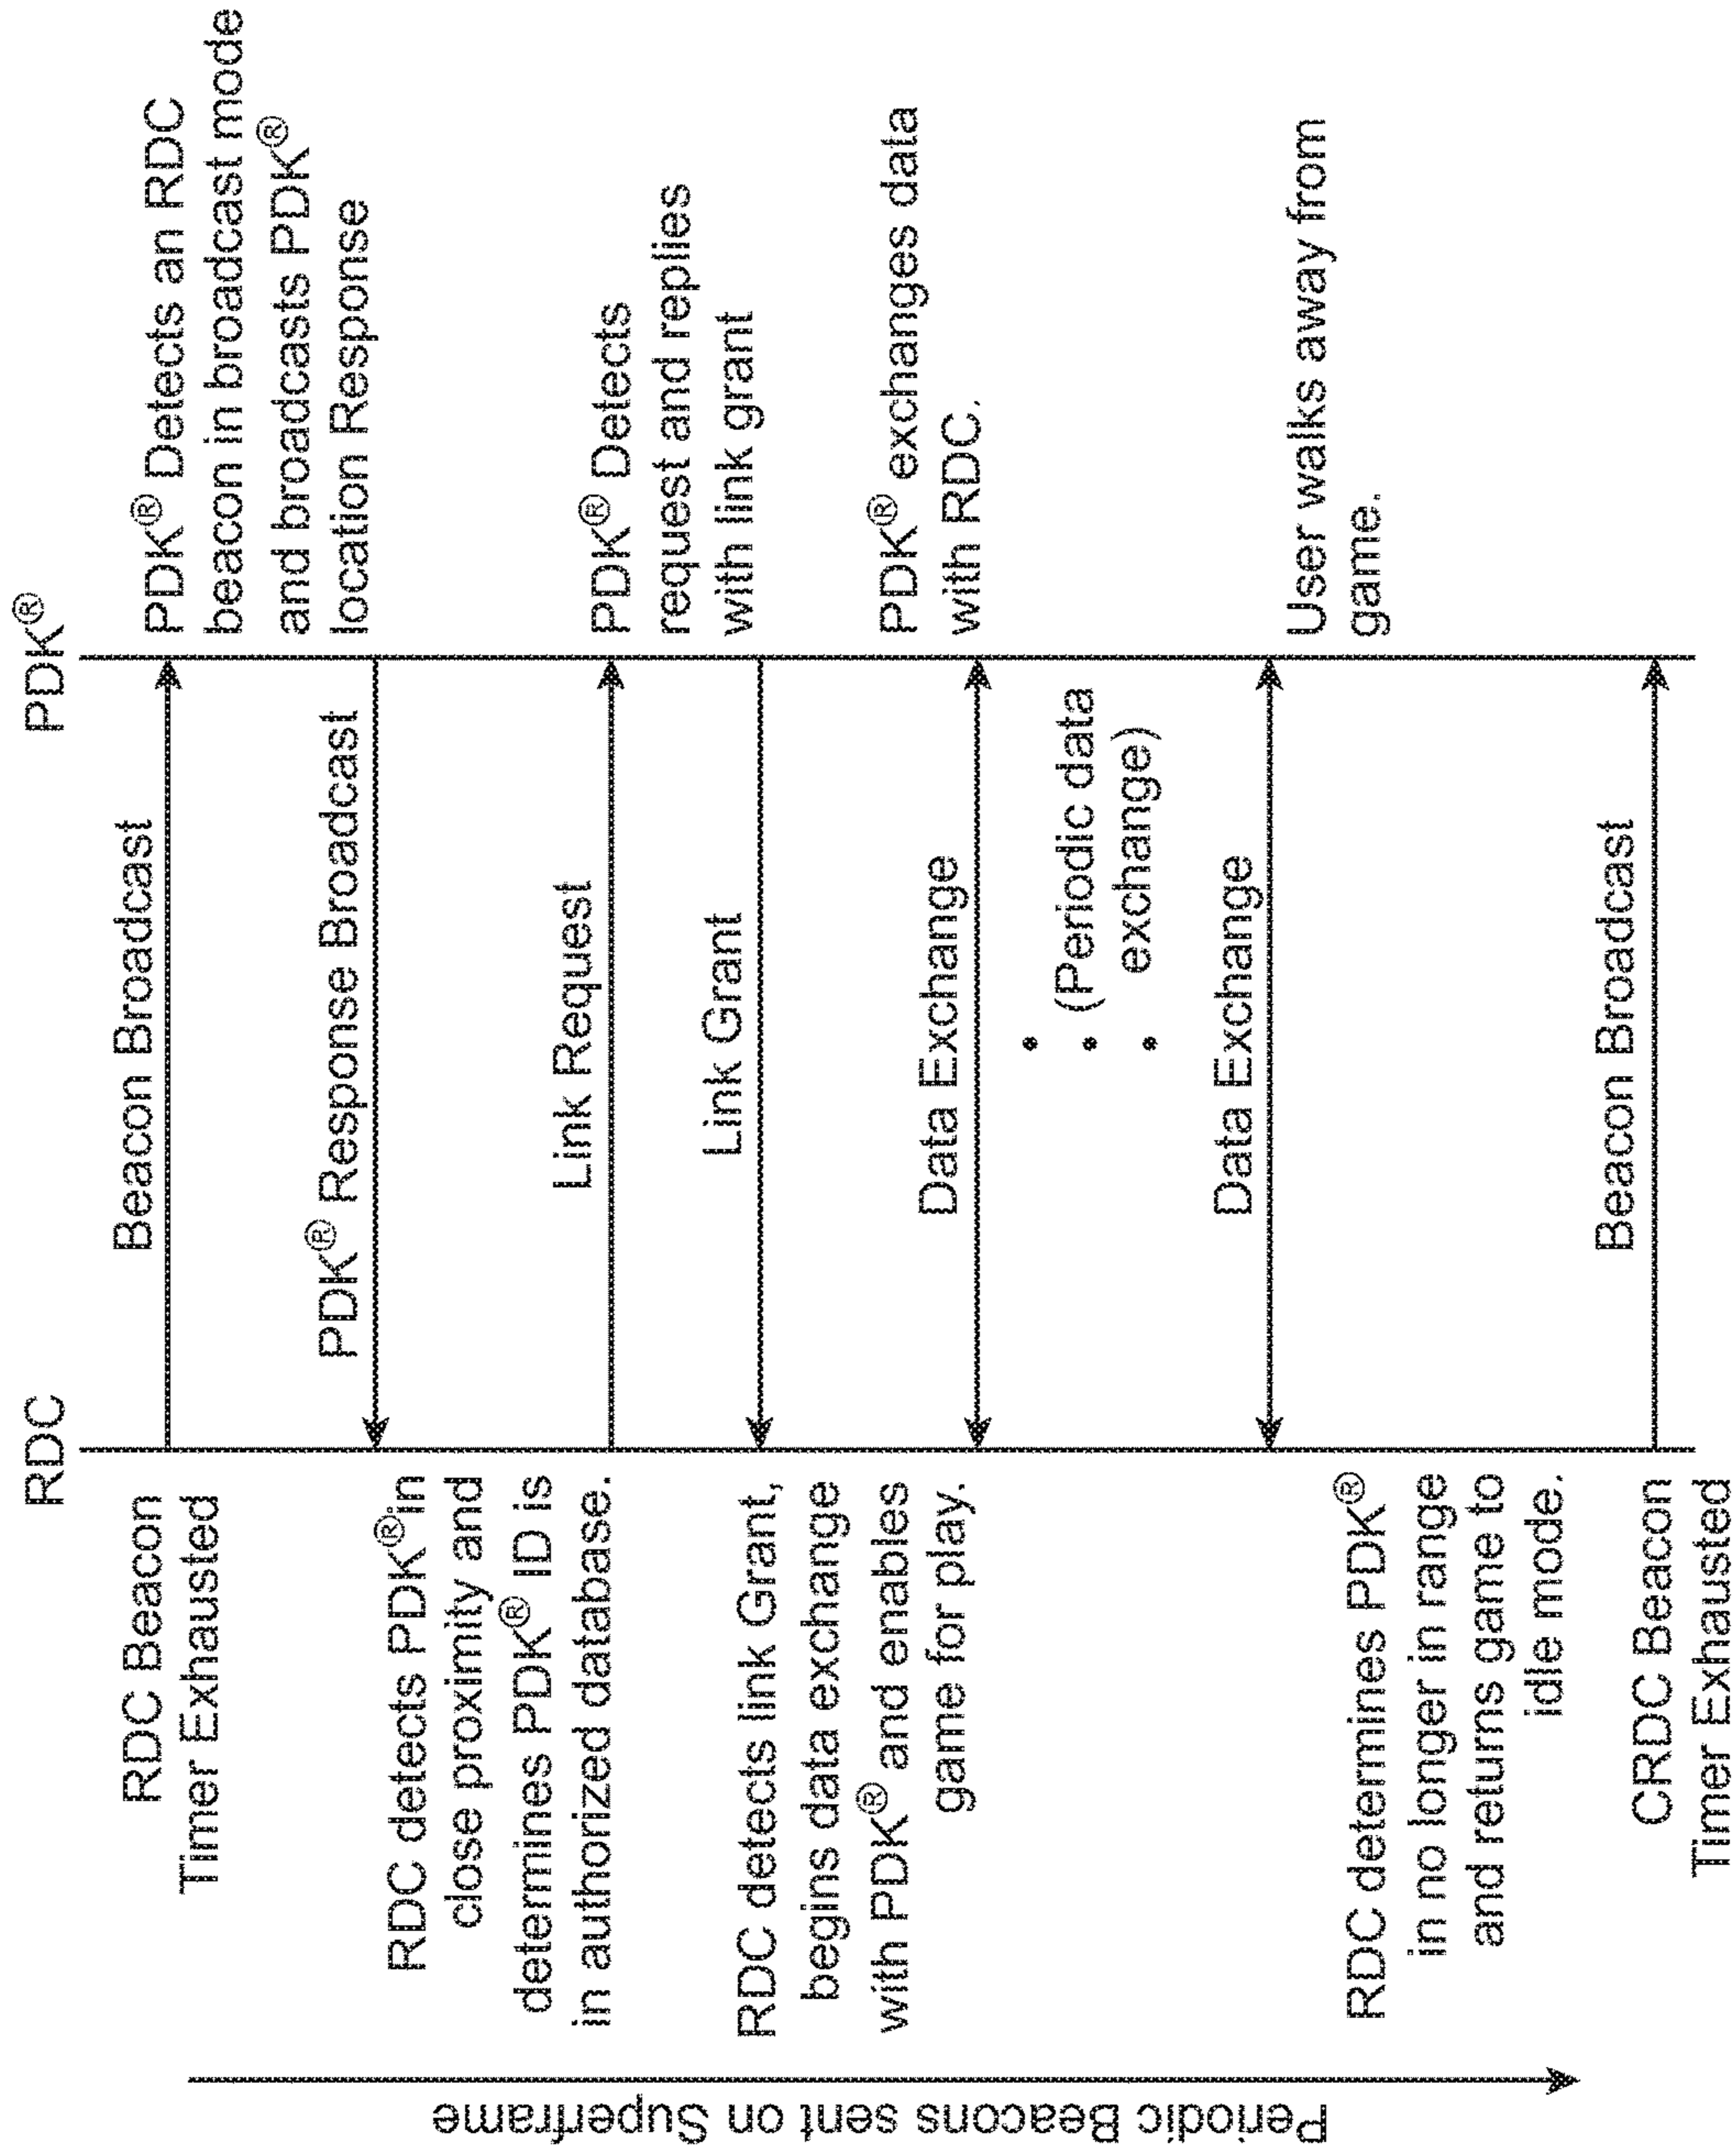 RDC
PDK®
RDC Beacon
Timer Exhausted
Beacon Broadcast
PDK® Detects an RDC
beacon in broadcast mode
and broadcasts PDK®
location Response
PDK® Response Broadcast
RDC detects PDK® in
close proximity and
determines PDK® ID is
in authorized database.
Link Request
PDK® Detects
request and replies
with link grant
Link Grant
RDC detects link Grant,
begins data exchange
with PDK® and enables
game for play.
Data Exchange
PDK® exchanges data
with RDC.
(Periodic data
exchange)
Data Exchange
User walks away from
game.
RDC determines PDK®
in no longer in range
and returns game to
idle mode.
Beacon Broadcast
CRDC Beacon
Timer Exhausted
Periodic Beacons sent on Superframe